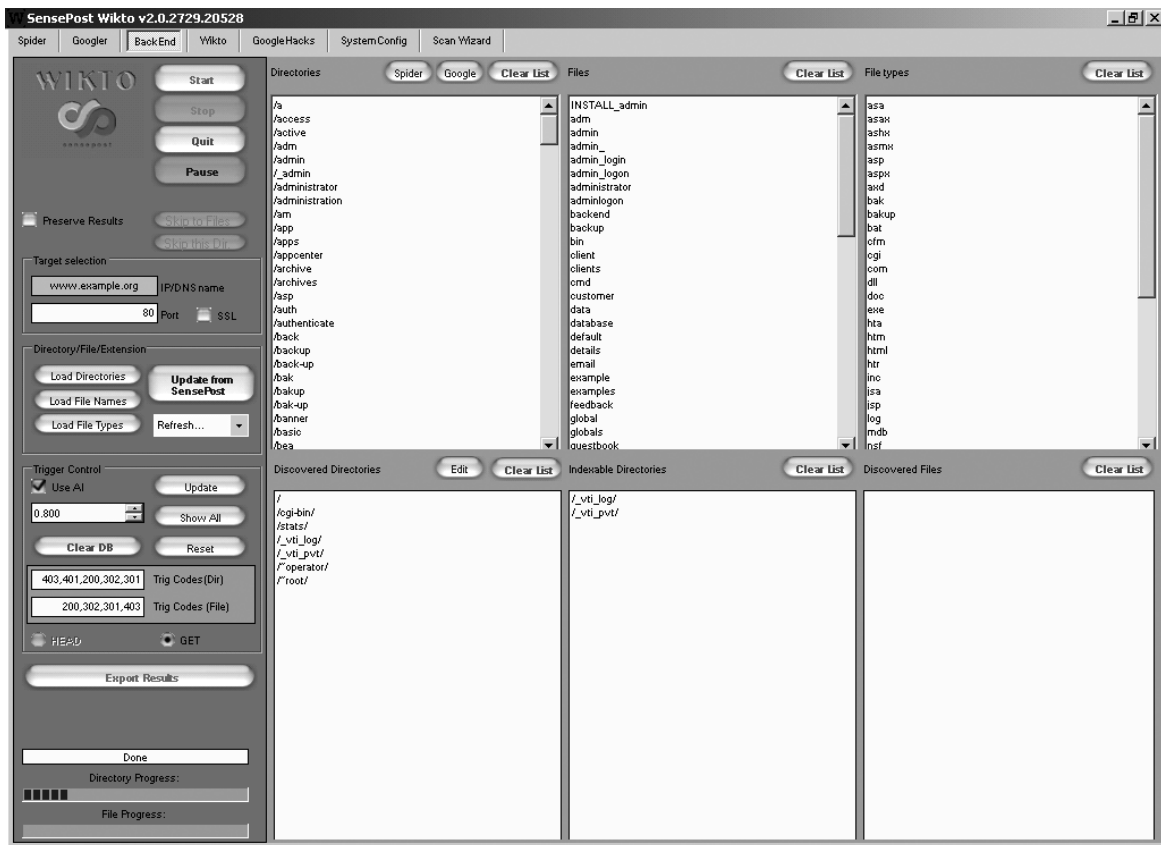 SensePost Wikto v2.0.2729.20528
Spider Googler BackEnd Wikto GoogleHacks SystemConfig Scan Wizard
WIKTO
sensepost
Start
Stop
Quit
Pause
Preserve Results
Skip to Files
Skip this Dir
Target selection
www.example.org IP/DNS name
80 Port SSL
Directory/File/Extension
Load Directories
Update from
SensePost
Load File Names
Load File Types
Refresh...
Trigger Control
Use AI
Update
0.800
Show All
Clear DB
Reset
403,401,200,302,301 Trig Codes(Dir)
200,302,301,403 Trig Codes (File)
HEAD GET
Export Results
Done
Directory Progress:
File Progress:
Directories Spider Google Clear List
/a
/access
/active
/adm
/admin
/_admin
/administrator
/administration
/am
/app
/apps
/appcenter
/archive
/archives
/asp
/auth
/authenticate
/back
/backup
/back-up
/bak
/bakup
/bak-up
/banner
/basic
/bea
Files Clear List
INSTALL_admin
adm
admin
admin_
admin_login
admin_logon
administrator
adminlogon
backend
backup
bin
client
clients
cmd
customer
data
database
default
details
email
example
examples
feedback
global
globals
guestbook
File types Clear List
asa
asax
ashx
asmx
asp
aspx
axd
bak
bakup
bat
cfm
cgi
com
dll
doc
exe
hta
htm
html
htr
inc
jsa
jsp
log
mdb
nsf
Discovered Directories Edit Clear List
/
/cgi-bin/
/stats/
/_vti_log/
/_vti_pvt/
/~operator/
/~root/
Indexable Directories Clear List
/_vti_log/
/_vti_pvt/
Discovered Files Clear List